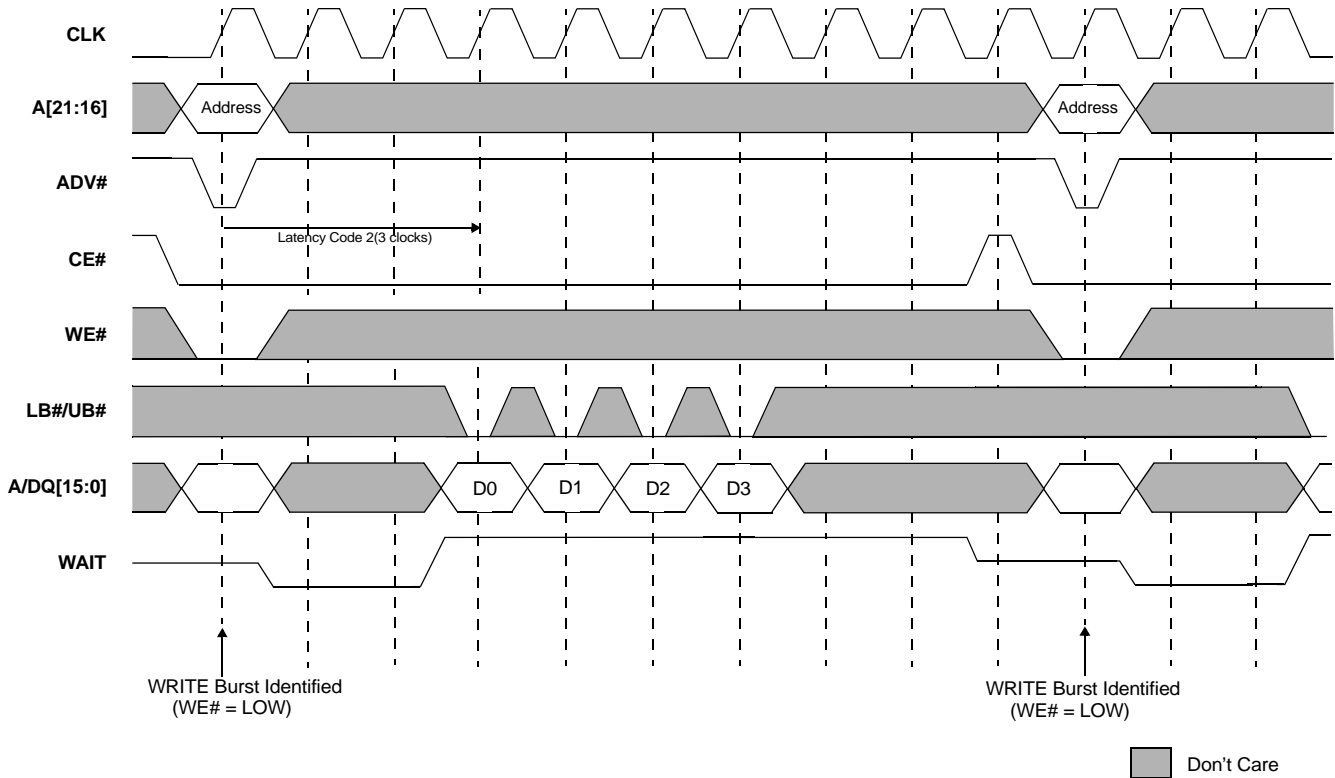 CLK
A[21:16]
Address
Address
ADV#
Latency Code 2(3 clocks)
CE#
WE#
LB#/UB#
A/DQ[15:0]
D0
D1
D2
D3
WAIT
WRITE Burst Identified
(WE# = LOW)
WRITE Burst Identified
(WE# = LOW)
Don't Care